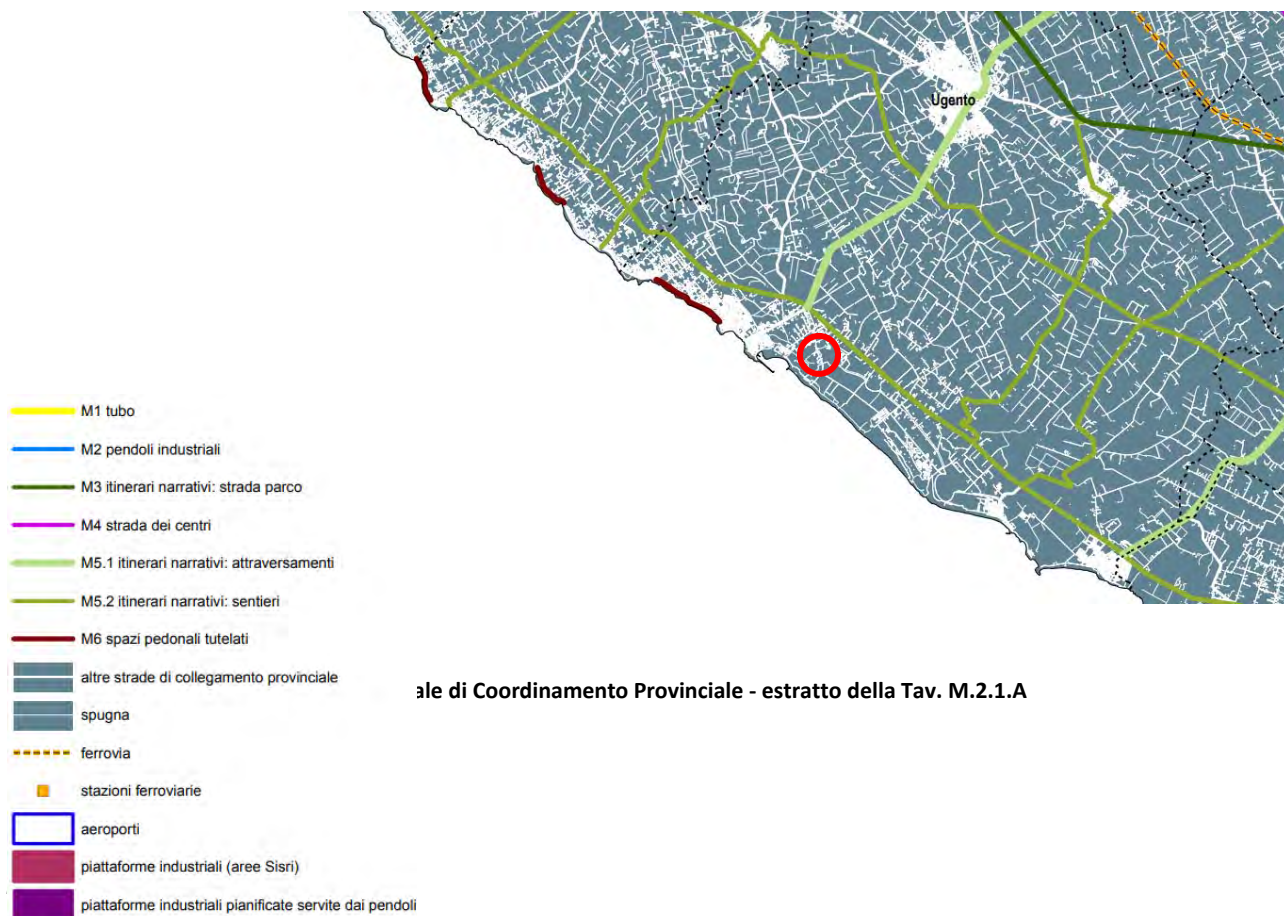 Ugento
M1 tubo
M2 pendoli industriali
M3 itinerari narrativi: strada parco
M4 strada dei centri
M5.1 itinerari narrativi: attraversamenti
M5.2 itinerari narrativi: sentieri
M6 spazi pedonali tutelati
altre strade di collegamento provinciale
ale di Coordinamento Provinciale - estratto della Tav. M.2.1.A
spugna
ferrovia
stazioni ferroviarie
aeroporti
piattaforme industriali (aree Sisri)
piattaforme industriali pianificate servite dai pendoli